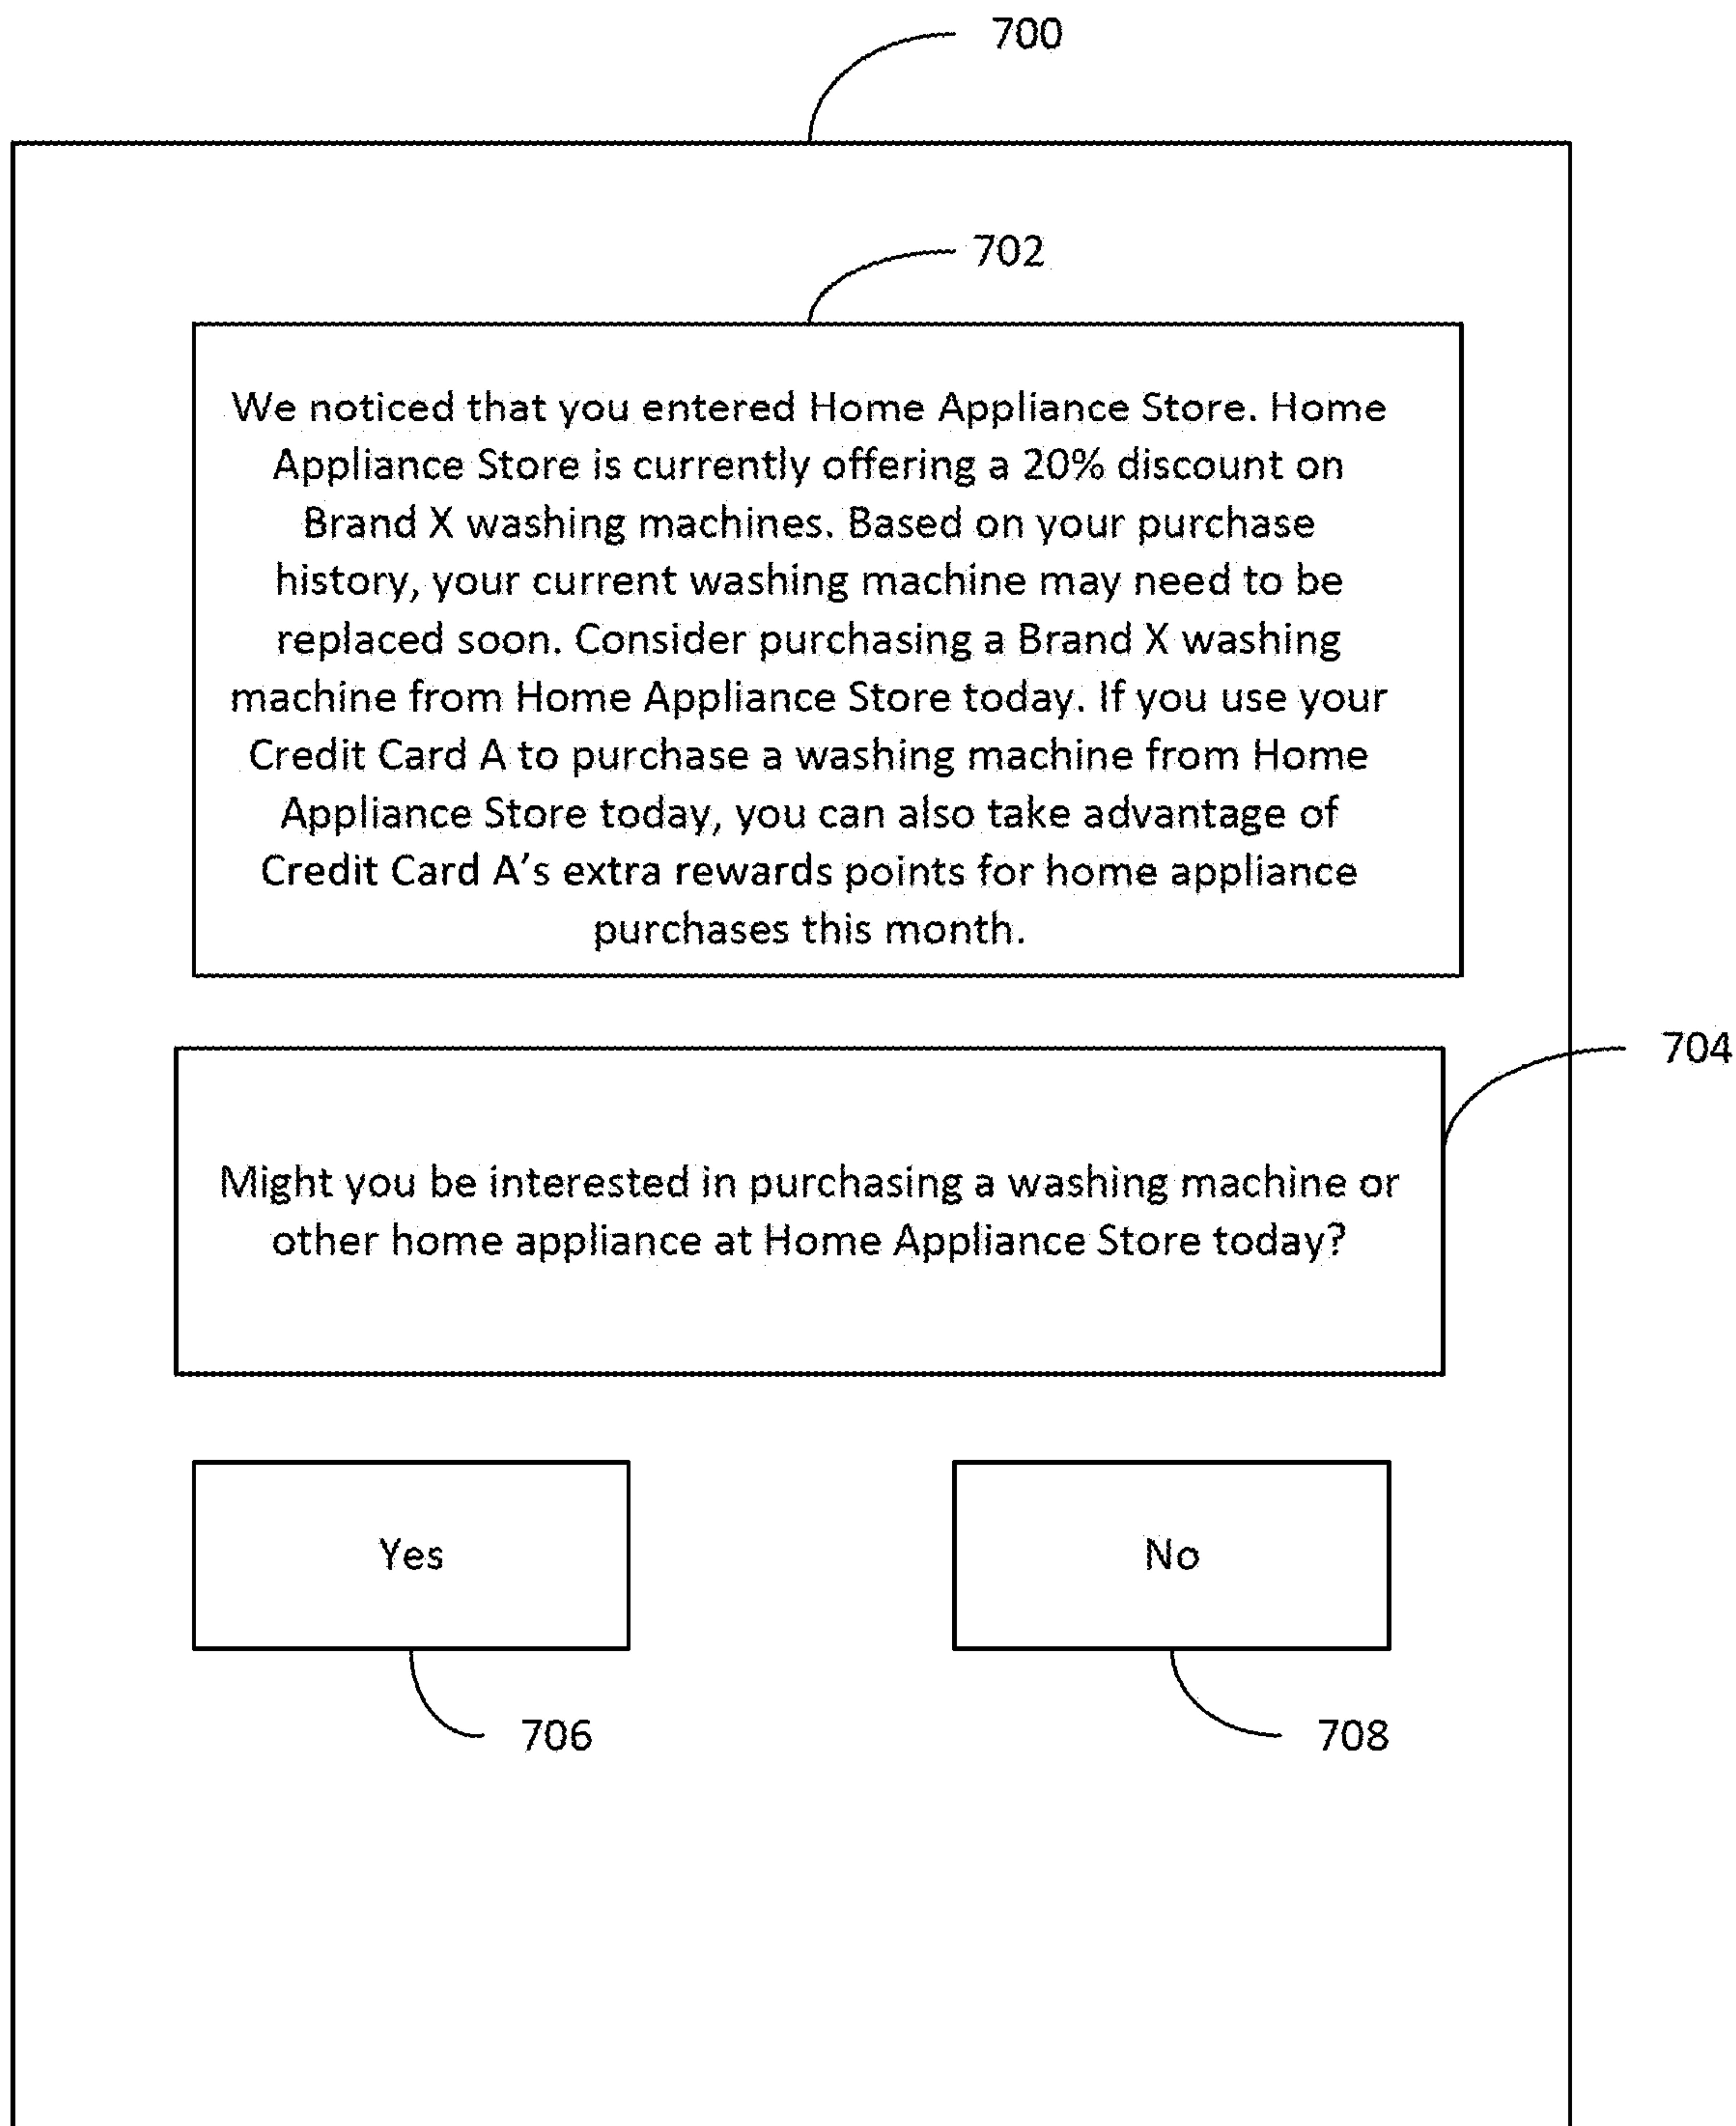 700
702
We noticed that you entered Home Appliance Store. Home
Appliance Store is currently offering a 20% discount on
Brand X washing machines. Based on your purchase
history, your current washing machine may need to be
replaced soon. Consider purchasing a Brand X washing
machine from Home Appliance Store today. If you use your
Credit Card A to purchase a washing machine from Home
Appliance Store today, you can also take advantage of
Credit Card A's extra rewards points for home appliance
purchases this month.
704
Might you be interested in purchasing a washing machine or
other home appliance at Home Appliance Store today?
Yes
No
706
708